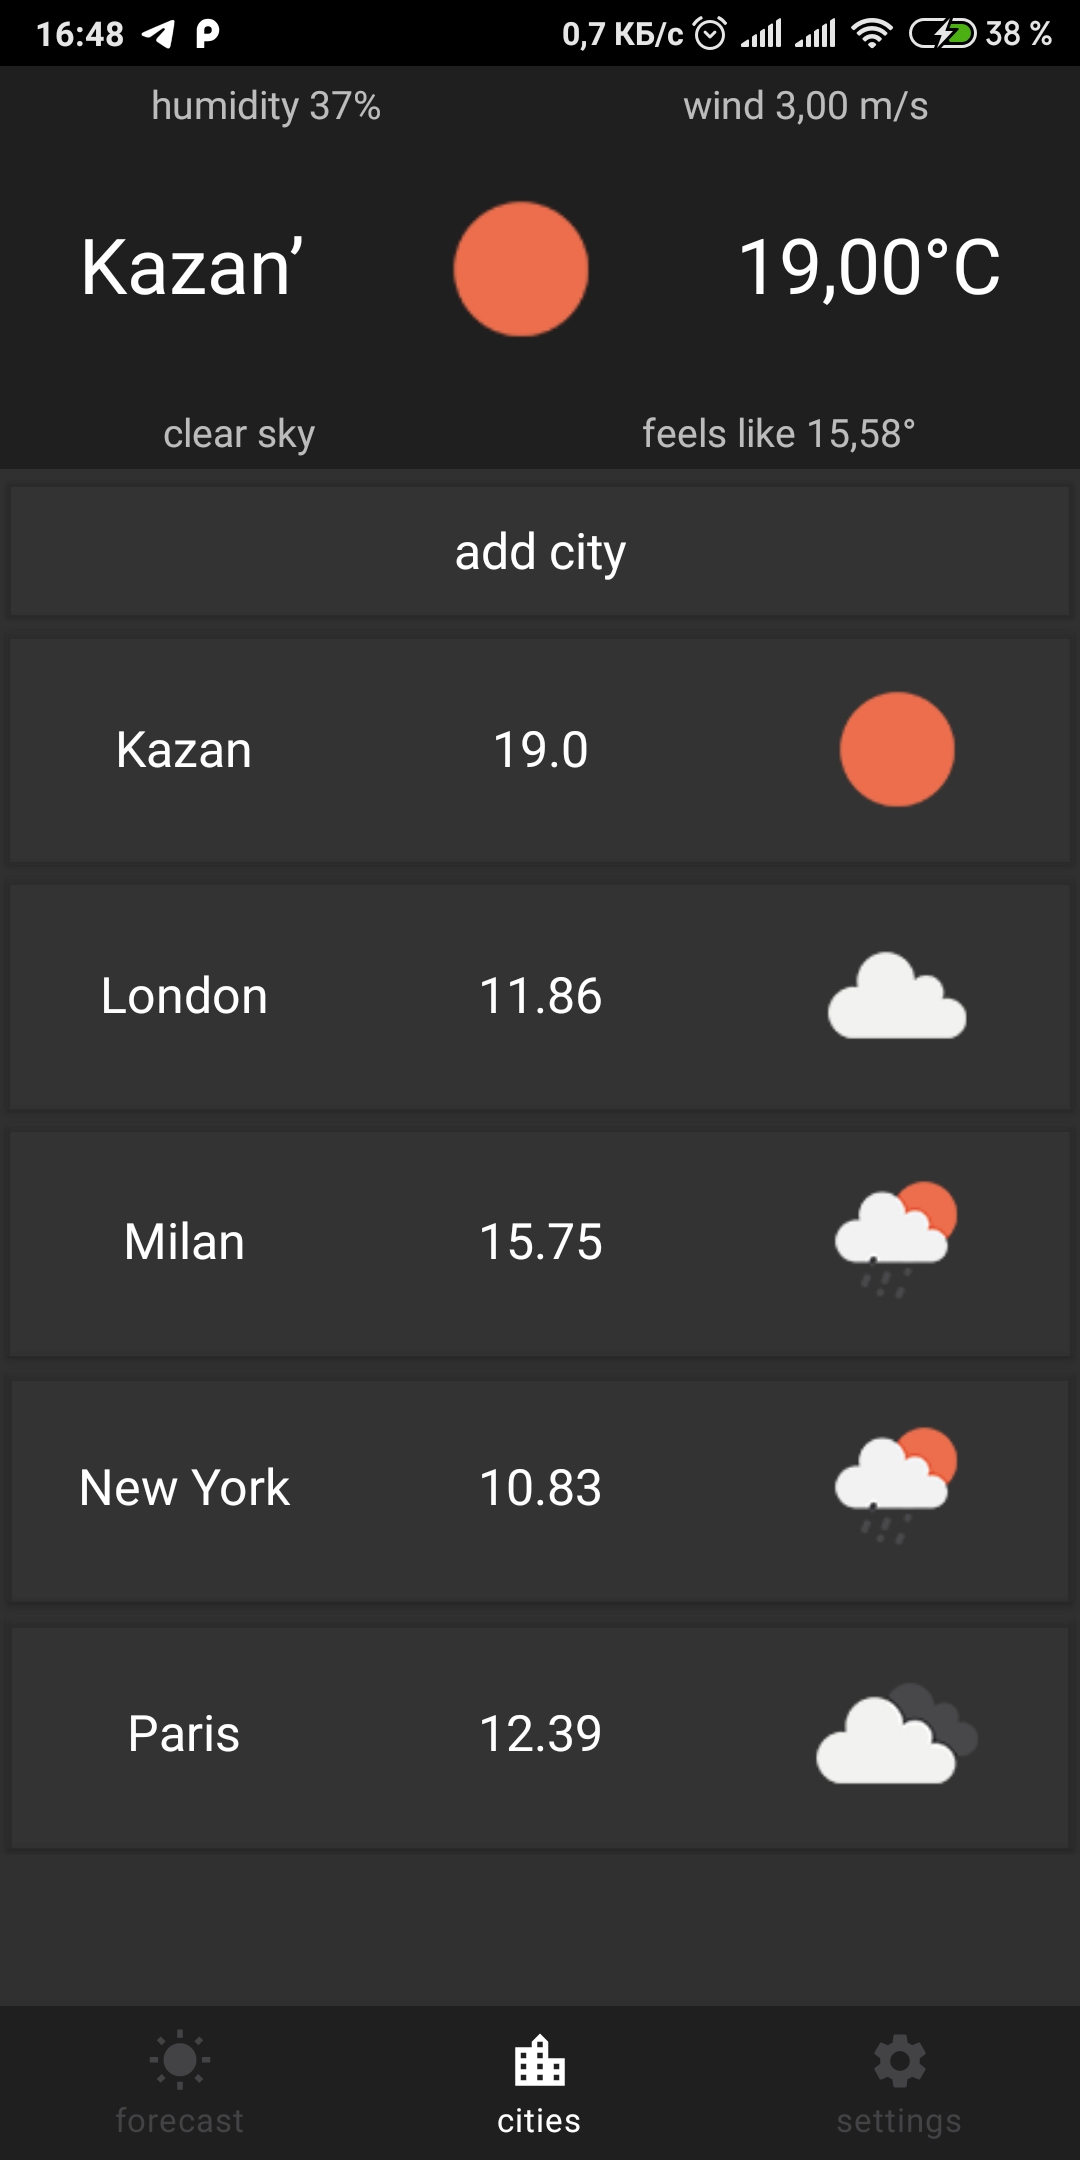 16:48 0,7 КБ/с 38 %
humidity 37% wind 3,00 m/s
Kazan’ 19,00°C
clear sky feels like 15,58°
add city
Kazan 19.0
London 11.86
Milan 15.75
New York 10.83
Paris 12.39
forecast cities settings